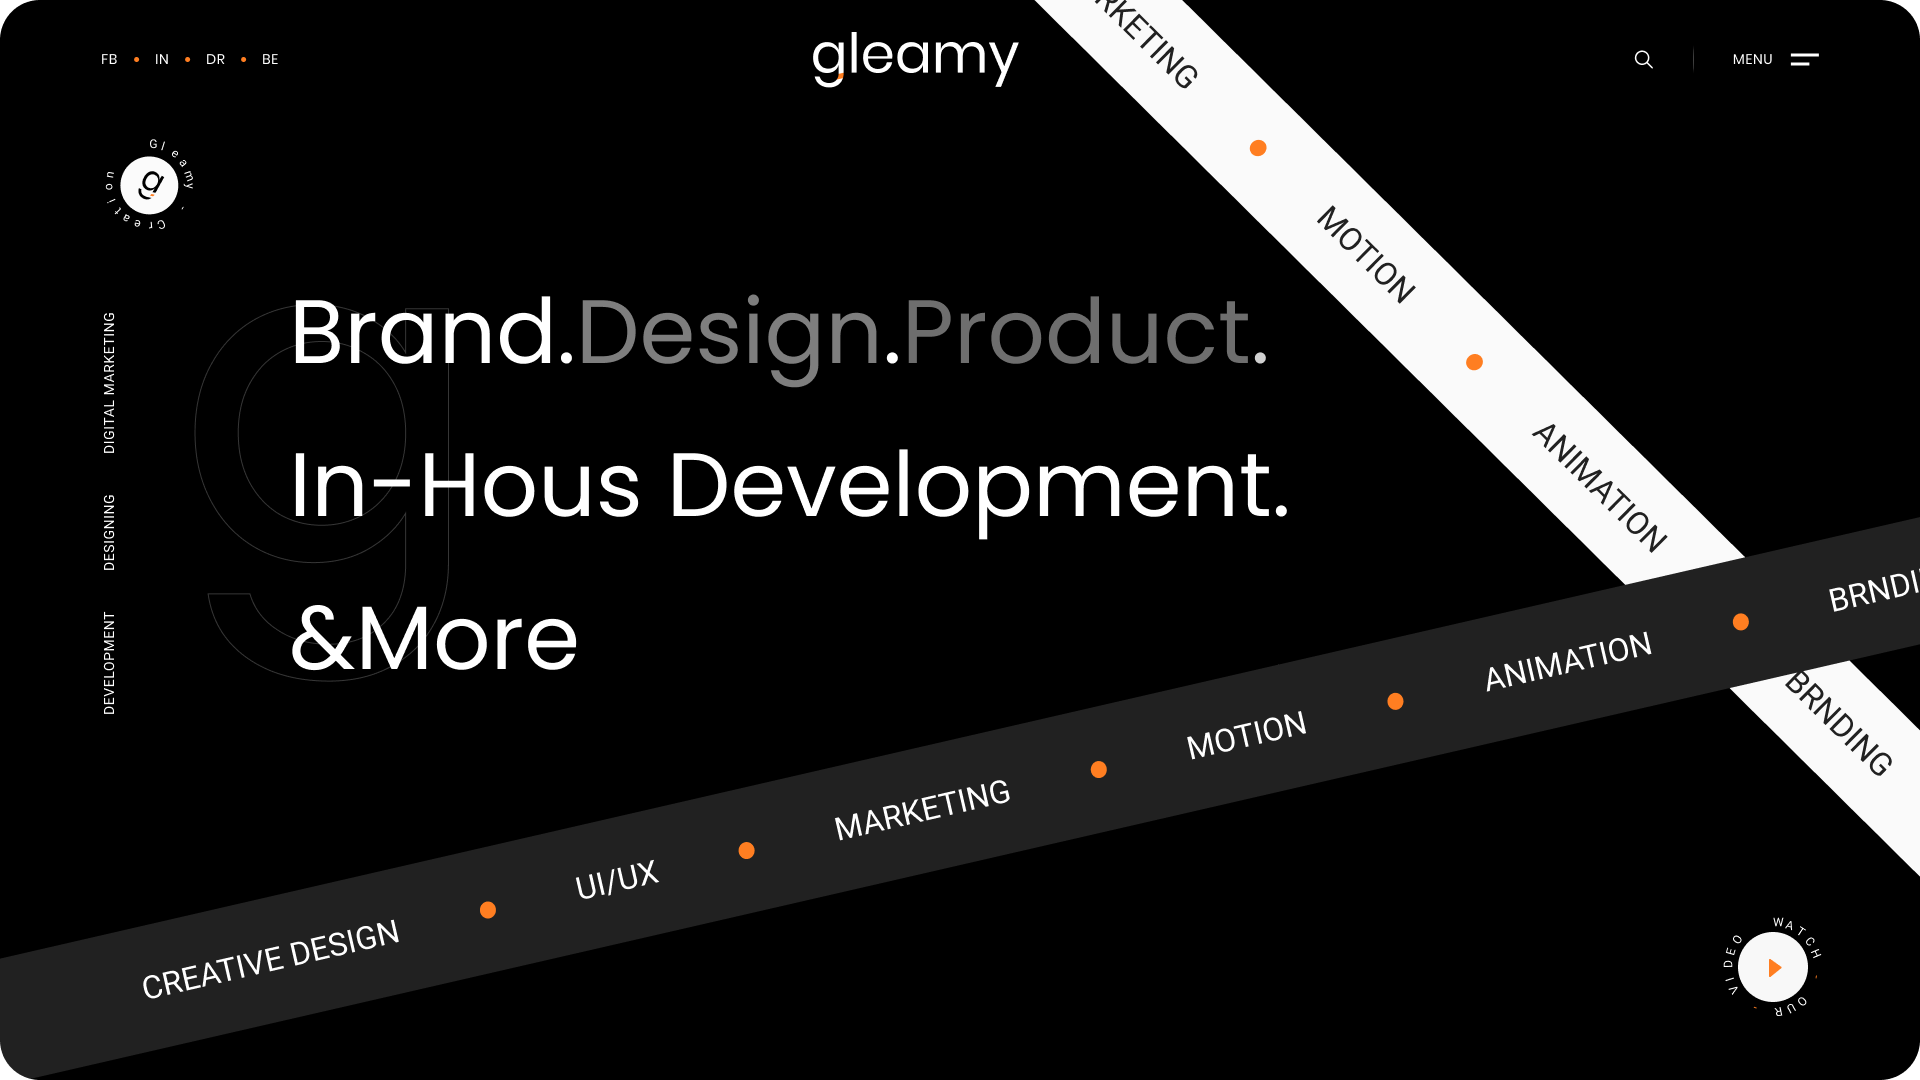 FB • IN • DR • BE
gleamy
MENU
Gleamy - Creation
g
DIGITAL MARKETING
DESIGNING
DEVELOPMENT
g
Brand.Design.Product.
In-Hous Development.
&More
RKETING • MOTION • ANIMATION
BRNDING
CREATIVE DESIGN • UI/UX • MARKETING • MOTION • ANIMATION • BRNDI
WATCH - OUR - VIDEO